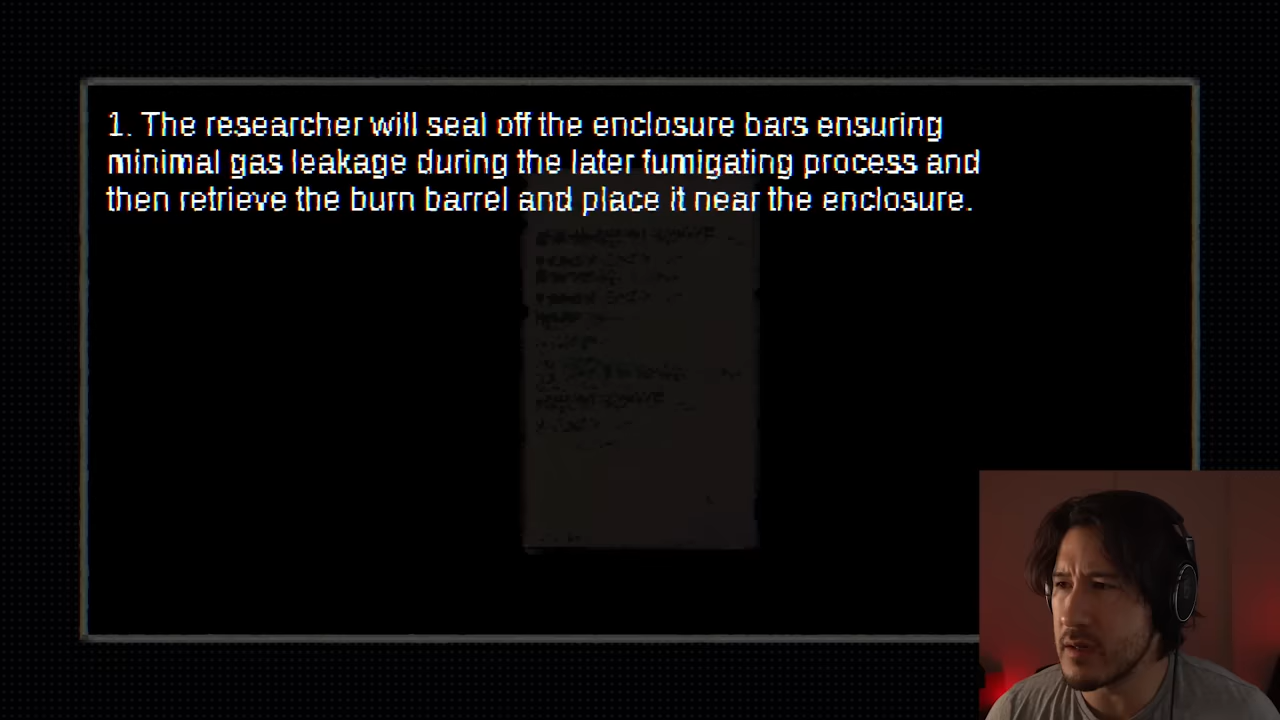 1. The researcher will seal off the enclosure bars ensuring
minimal gas leakage during the later fumigating process and
then retrieve the burn barrel and place it near the enclosure.